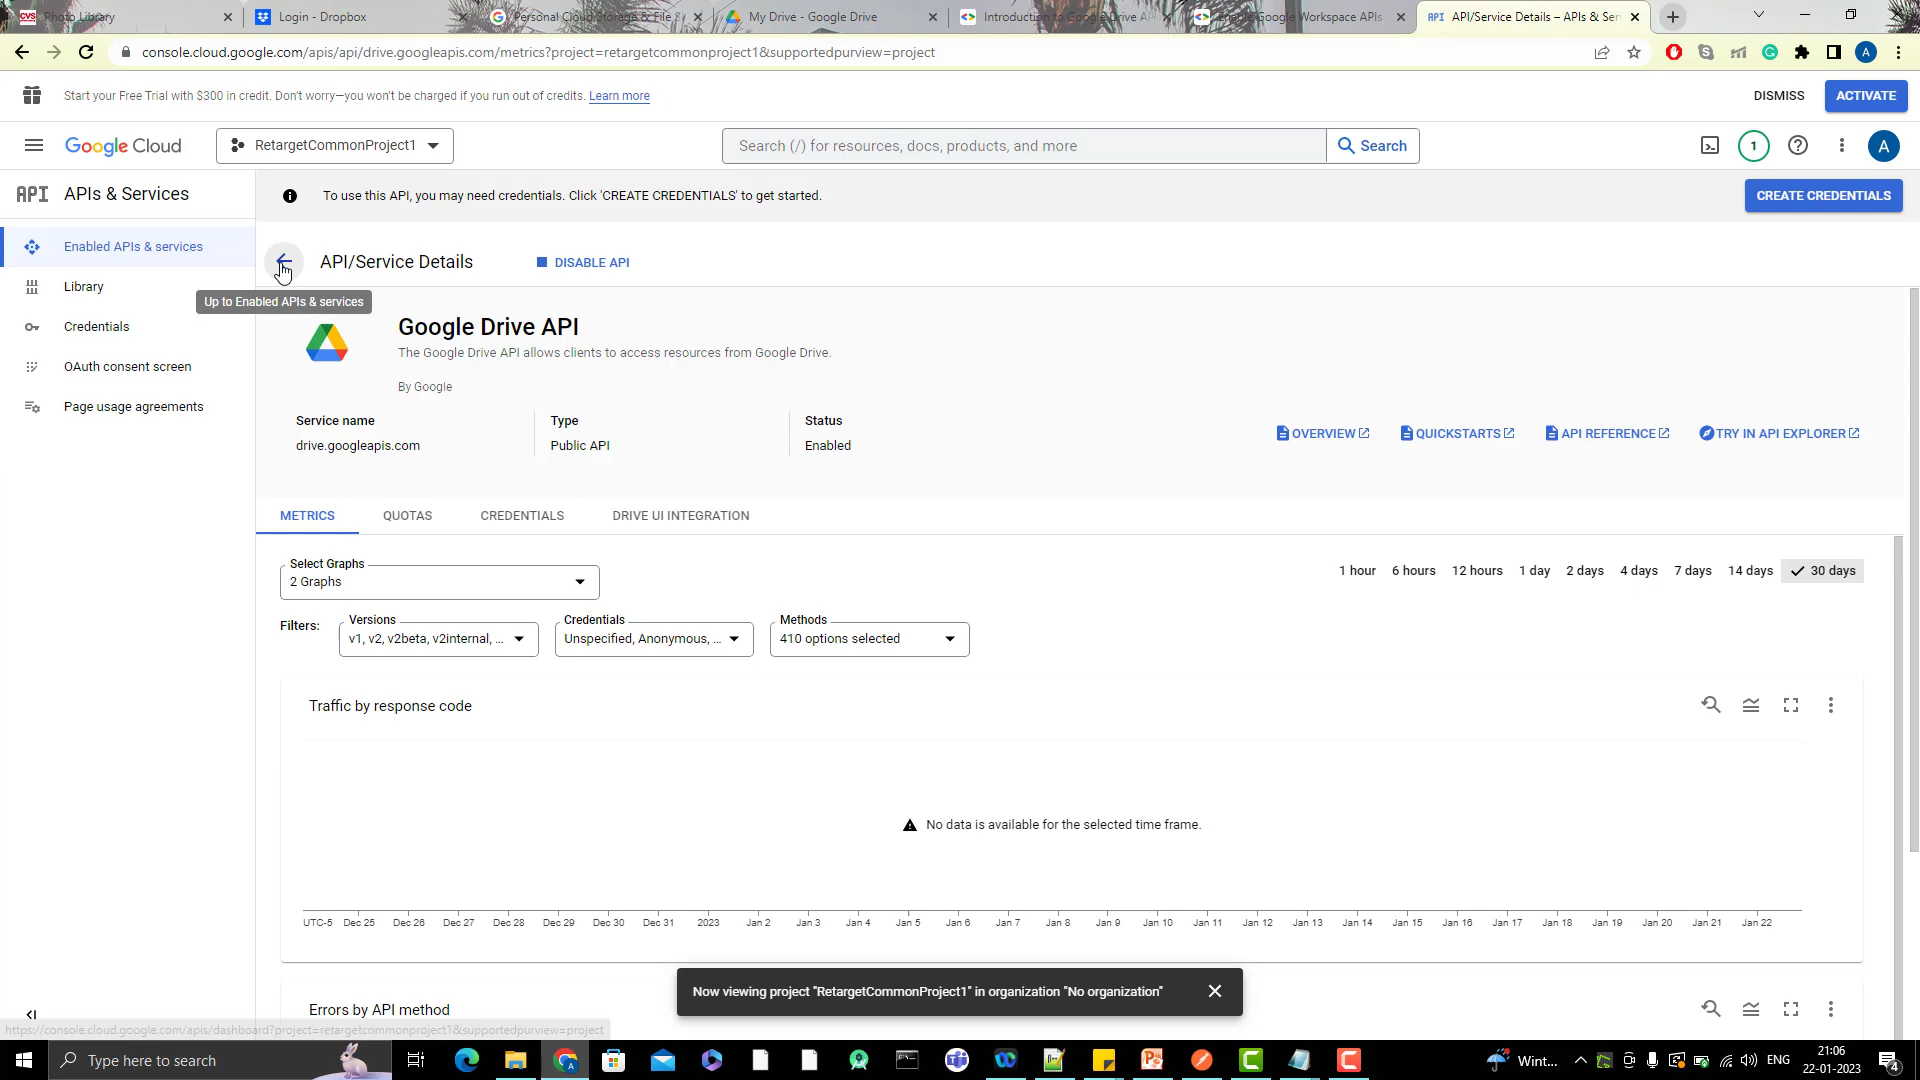 Photo Library
Login - Dropbox
Personal Cloud Storage & File S
My Drive - Google Drive
Introduction to Google Drive AP
Enable Google Workspace APIs
API API/Service Details – APIs & Ser
console.cloud.google.com/apis/api/drive.googleapis.com/metrics?project=retargetcommonproject1&supportedpurview=project
A
Start your Free Trial with $300 in credit. Don't worry—you won't be charged if you run out of credits. Learn more
DISMISS
ACTIVATE
Google Cloud
RetargetCommonProject1
Search (/) for resources, docs, products, and more
Search
1
A
API APIs & Services
To use this API, you may need credentials. Click 'CREATE CREDENTIALS' to get started.
CREATE CREDENTIALS
Enabled APIs & services
Library
Credentials
OAuth consent screen
Page usage agreements
API/Service Details
DISABLE API
Up to Enabled APIs & services
Google Drive API
The Google Drive API allows clients to access resources from Google Drive.
By Google
Service name
drive.googleapis.com
Type
Public API
Status
Enabled
OVERVIEW
QUICKSTARTS
API REFERENCE
TRY IN API EXPLORER
METRICS
QUOTAS
CREDENTIALS
DRIVE UI INTEGRATION
Select Graphs
2 Graphs
1 hour 6 hours 12 hours 1 day 2 days 4 days 7 days 14 days 30 days
Filters:
Versions
v1, v2, v2beta, v2internal, ...
Credentials
Unspecified, Anonymous, ...
Methods
410 options selected
Traffic by response code
No data is available for the selected time frame.
UTC-5 Dec 25 Dec 26 Dec 27 Dec 28 Dec 29 Dec 30 Dec 31 2023 Jan 2 Jan 3 Jan 4 Jan 5 Jan 6 Jan 7 Jan 8 Jan 9 Jan 10 Jan 11 Jan 12 Jan 13 Jan 14 Jan 15 Jan 16 Jan 17 Jan 18 Jan 19 Jan 20 Jan 21 Jan 22
Now viewing project "RetargetCommonProject1" in organization "No organization"
Errors by API method
https://console.cloud.google.com/apis/dashboard?project=retargetcommonproject1&supportedpurview=project
Type here to search
Wint...
ENG
21:06
22-01-2023
4